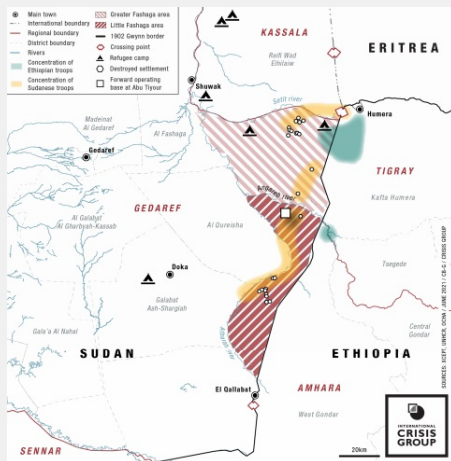 Main town
International boundary
Regional boundary
District boundary
Rivers
Concentration of
Ethiopian troops
Concentration of
Sudanese troops
Greater Fashaga area
Little Fashaga area
1902 Gwynn border
Crossing point
Refugee camp
Destroyed settlement
Forward operating
base at Abu Tiyour
KASSALA
Reifi Wad
Elhilaiw
ERITREA
Shuwak
Setit river
Humera
Madeinat
Al Gedaref
Al Fashaga
Gedaref
TIGRAY
Angareb river
Kafta Humera
GEDAREF
Al Qureisha
Al Galabat
Al Gharbyah-Kassab
Doka
Tsegede
Galabat
Ash-Shargiah
Central
Gondar
Gala'a Al Nahal
Atbarah river
SUDAN
ETHIOPIA
El Qallabat
AMHARA
West Gondar
SENNAR
20km
INTERNATIONAL
CRISIS
GROUP
SOURCES: XCEPT, UNHCR, OCHA / JUNE 2021 / CB-G / CRISIS GROUP